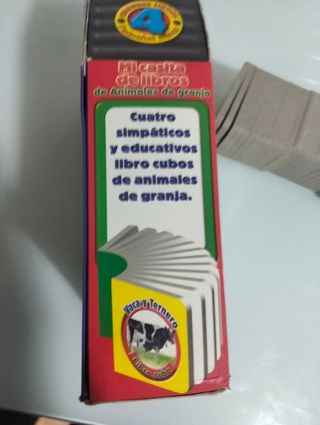 4
Mi casita
de libros
de Animales de granja
Cuatro
simpáticos
y educativos
libro cubos
de animales
de granja.
Vaca y Ternero